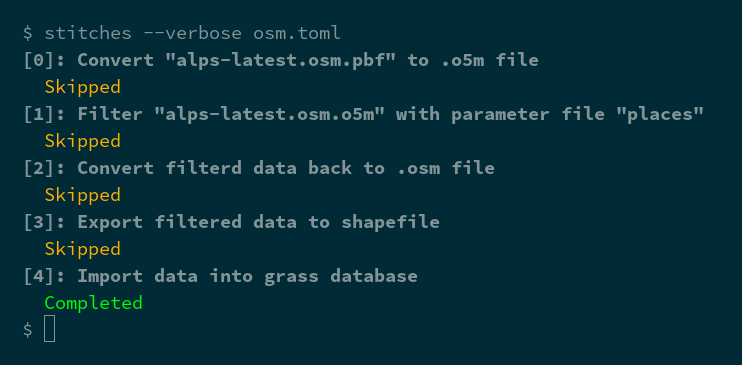 $ stitches --verbose osm.toml
[0]: Convert "alps-latest.osm.pbf" to .o5m file
Skipped
[1]: Filter "alps-latest.osm.o5m" with parameter file "places"
Skipped
[2]: Convert filterd data back to .osm file
Skipped
[3]: Export filtered data to shapefile
Skipped
[4]: Import data into grass database
Completed
$